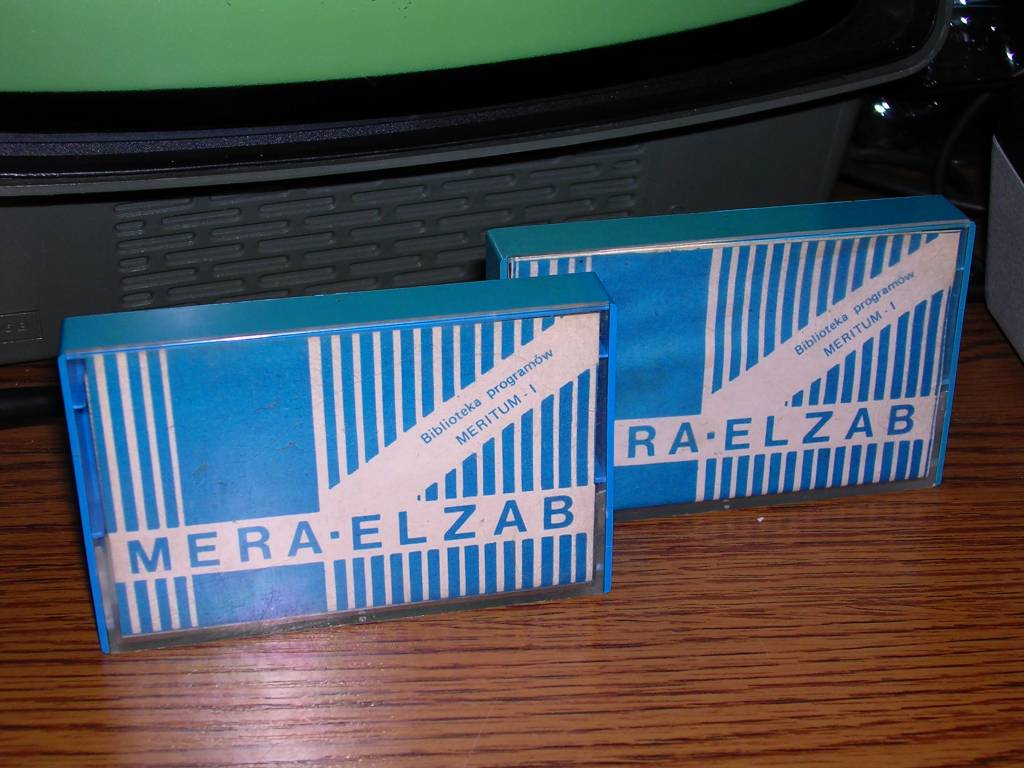 Biblioteka programów
MERITUM - I
MERA·ELZAB
Biblioteka programów
MERITUM - I
RA·ELZAB